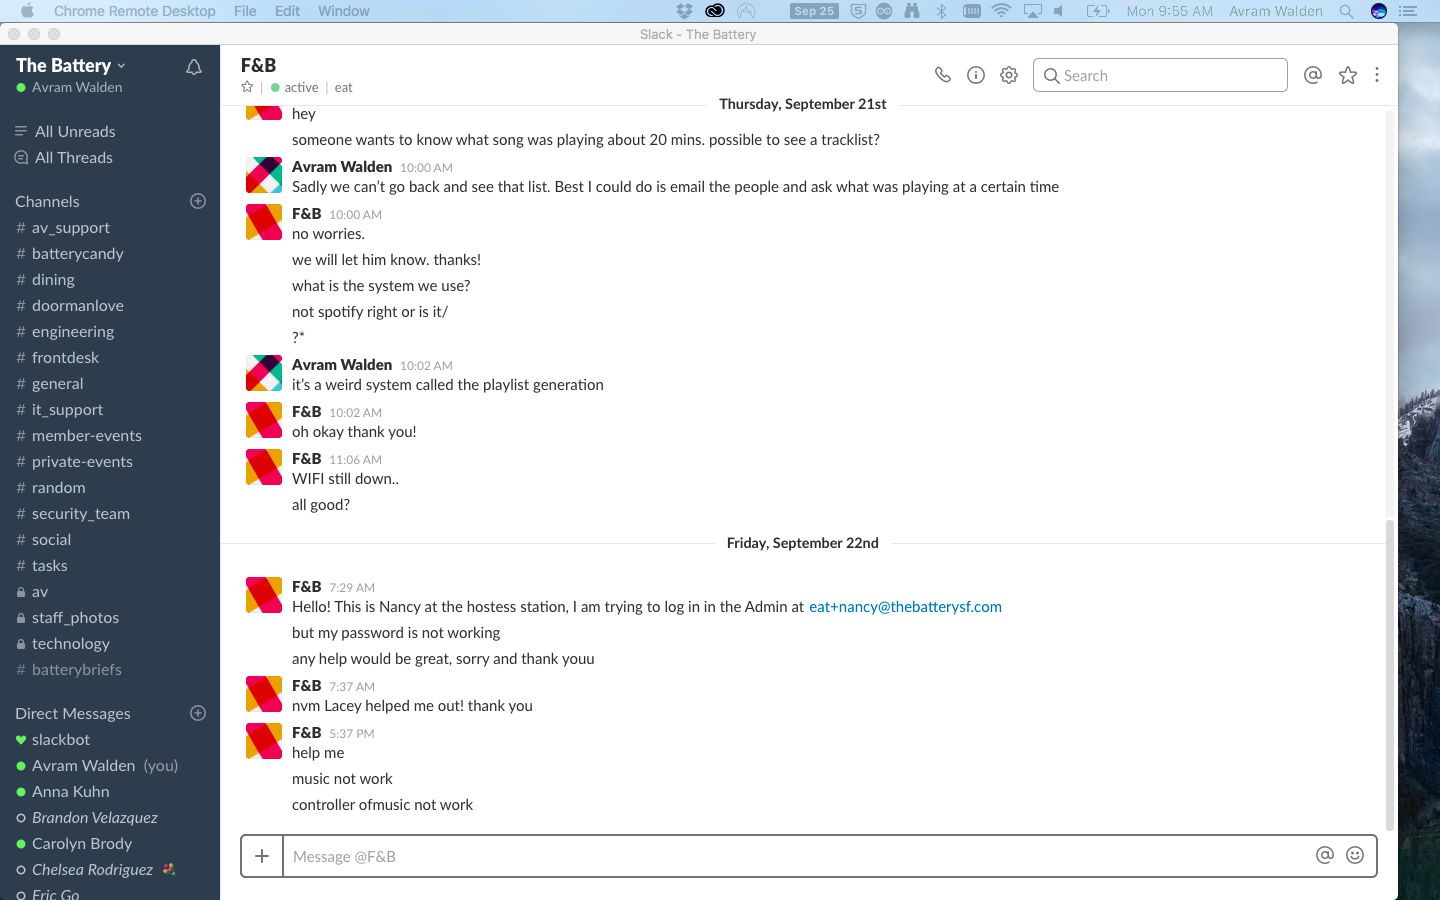 Chrome Remote Desktop File Edit Window Sep 25 Mon 9:55 AM Avram Walden
Slack - The Battery
The Battery
Avram Walden
All Unreads
All Threads
Channels
# av_support
# batterycandy
# dining
# doormanlove
# engineering
# frontdesk
# general
# it_support
# member-events
# private-events
# random
# security_team
# social
# tasks
av
staff_photos
technology
# batterybriefs
Direct Messages
slackbot
Avram Walden (you)
Anna Kuhn
Brandon Velazquez
Carolyn Brody
Chelsea Rodriguez
Eric Go
F&B
active | eat
Search
Thursday, September 21st
hey
someone wants to know what song was playing about 20 mins. possible to see a tracklist?
Avram Walden 10:00 AM
Sadly we can't go back and see that list. Best I could do is email the people and ask what was playing at a certain time
F&B 10:00 AM
no worries.
we will let him know. thanks!
what is the system we use?
not spotify right or is it/
?*
Avram Walden 10:02 AM
it's a weird system called the playlist generation
F&B 10:02 AM
oh okay thank you!
F&B 11:06 AM
WIFI still down..
all good?
Friday, September 22nd
F&B 7:29 AM
Hello! This is Nancy at the hostess station, I am trying to log in in the Admin at eat+nancy@thebatterysf.com
but my password is not working
any help would be great, sorry and thank youu
F&B 7:37 AM
nvm Lacey helped me out! thank you
F&B 5:37 PM
help me
music not work
controller ofmusic not work
Message @F&B